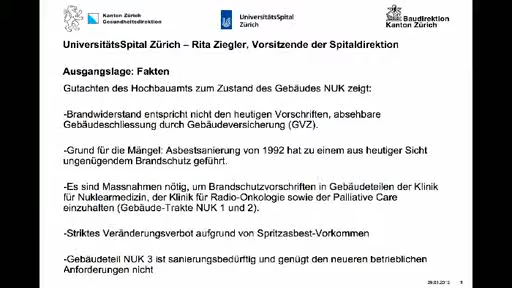 Kanton Zürich
Gesundheitsdirektion
UniversitätsSpital
Zürich
Baudirektion
Kanton Zürich
UniversitätsSpital Zürich – Rita Ziegler, Vorsitzende der Spitaldirektion
Ausgangslage: Fakten
Gutachten des Hochbauamts zum Zustand des Gebäudes NUK zeigt:
-Brandwiderstand entspricht nicht den heutigen Vorschriften, absehbare
Gebäudeschliessung durch Gebäudeversicherung (GVZ).
-Grund für die Mängel: Asbestsanierung von 1992 hat zu einem aus heutiger Sicht
ungenügendem Brandschutz geführt.
-Es sind Massnahmen nötig, um Brandschutzvorschriften in Gebäudeteilen der Klinik
für Nuklearmedizin, der Klinik für Radio-Onkologie sowie der Palliative Care
einzuhalten (Gebäude-Trakte NUK 1 und 2).
-Striktes Veränderungsverbot aufgrund von Spritzasbest-Vorkommen
-Gebäudeteil NUK 3 ist sanierungsbedürftig und genügt den neueren betrieblichen
Anforderungen nicht